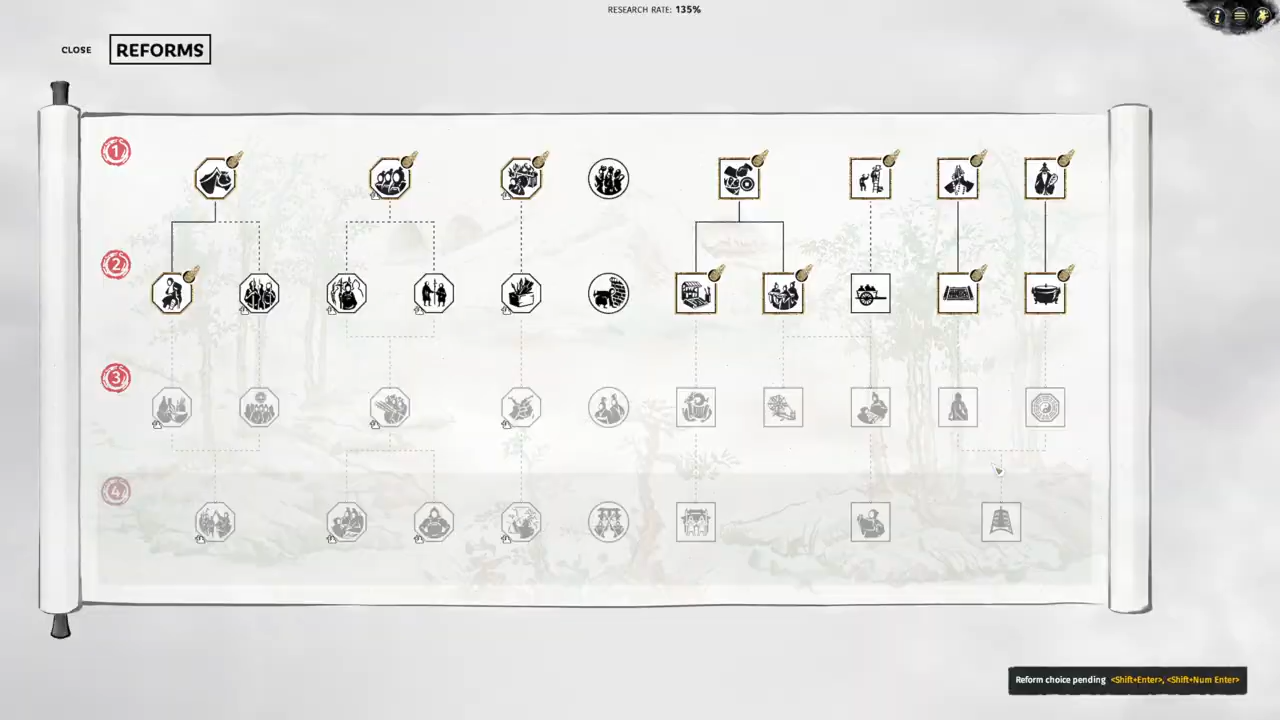 RESEARCH RATE: 135%
CLOSE
REFORMS
1
2
3
4
Reform choice pending <Shift+Enter>, <Shift+Num Enter>